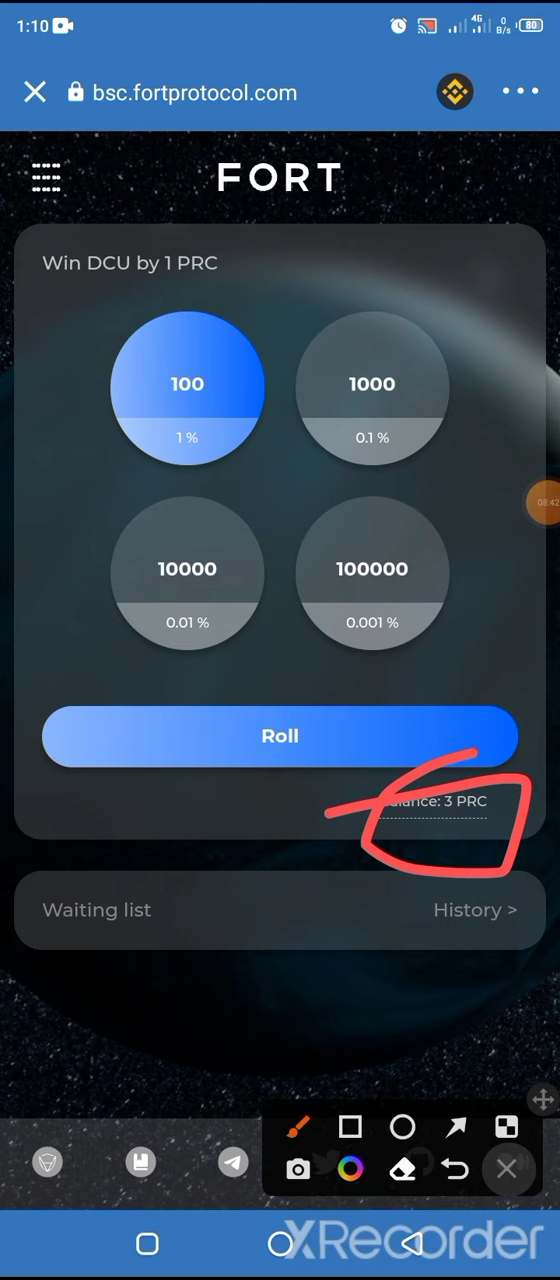 1:10
4G
0
B/s
80
bsc.fortprotocol.com
FORT
Win DCU by 1 PRC
100
1 %
1000
0.1 %
08:42
10000
0.01 %
100000
0.001 %
Roll
3 PRC
Waiting list
History >
XRecorder